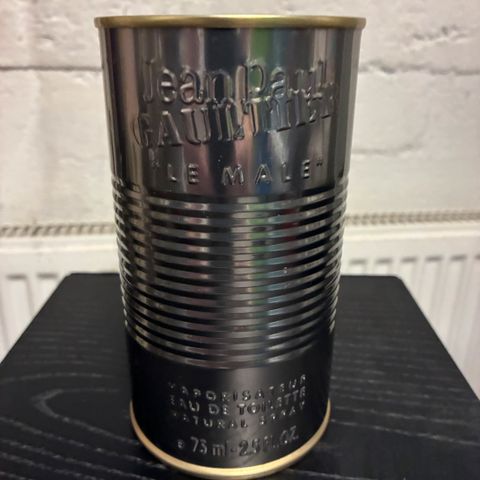 Jean Paul
GAULTIER
"LE MALE"
VAPORISATEUR
EAU DE TOILETTE
NATURAL SPRAY
e 75 ml - 2.5 FL.OZ.